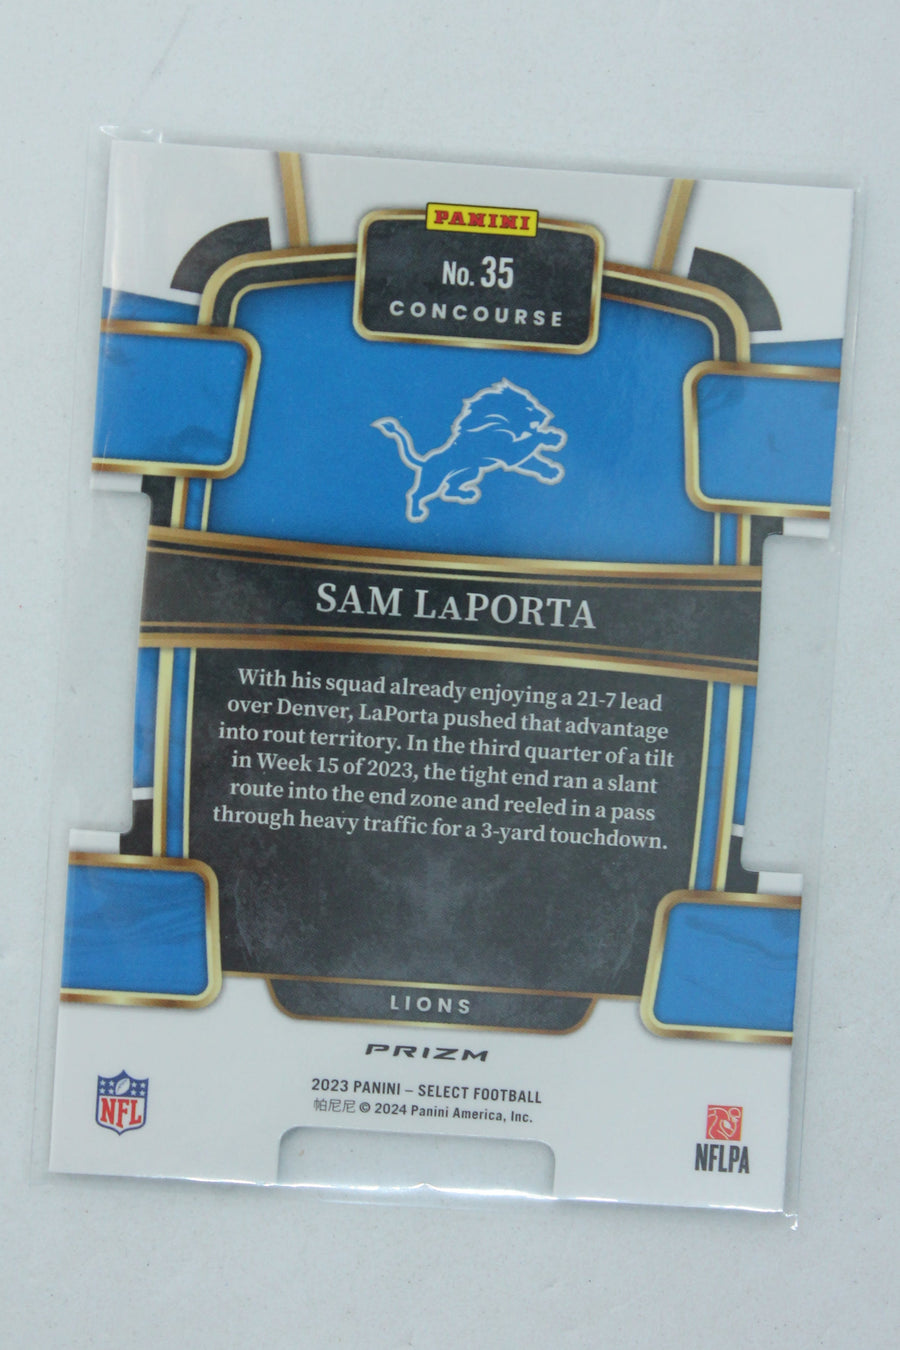 PANINI
No. 35
CONCOURSE
SAM LAPORTA
With his squad already enjoying a 21-7 lead
over Denver, LaPorta pushed that advantage
into rout territory. In the third quarter of a tilt
in Week 15 of 2023, the tight end ran a slant
route into the end zone and reeled in a pass
through heavy traffic for a 3-yard touchdown.
LIONS
PRIZM
2023 PANINI – SELECT FOOTBALL
帕尼尼 © 2024 Panini America, Inc.
NFL
NFLPA